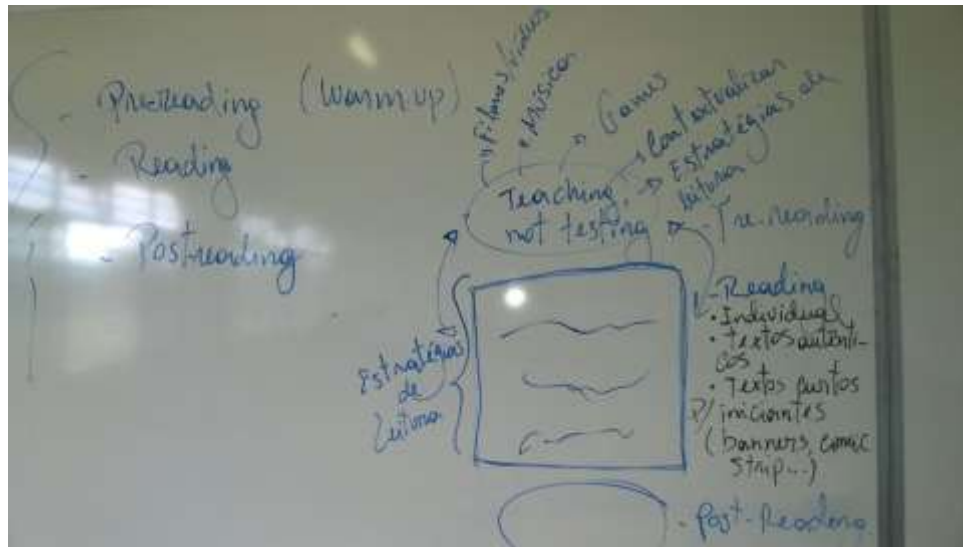 - Prereading (Warm up)
- Reading
- Postreading
Filmes/vídeos
Músicas
Games
Contextualizar
Estratégias de
leitura
Teaching,
not testing
- Pre-reading
- Reading
• Individual
• textos autênti-
cos
• Textos curtos
p/ iniciantes
(banners, comic
strip...)
Estratégias
de
leitura
- Post-Reading